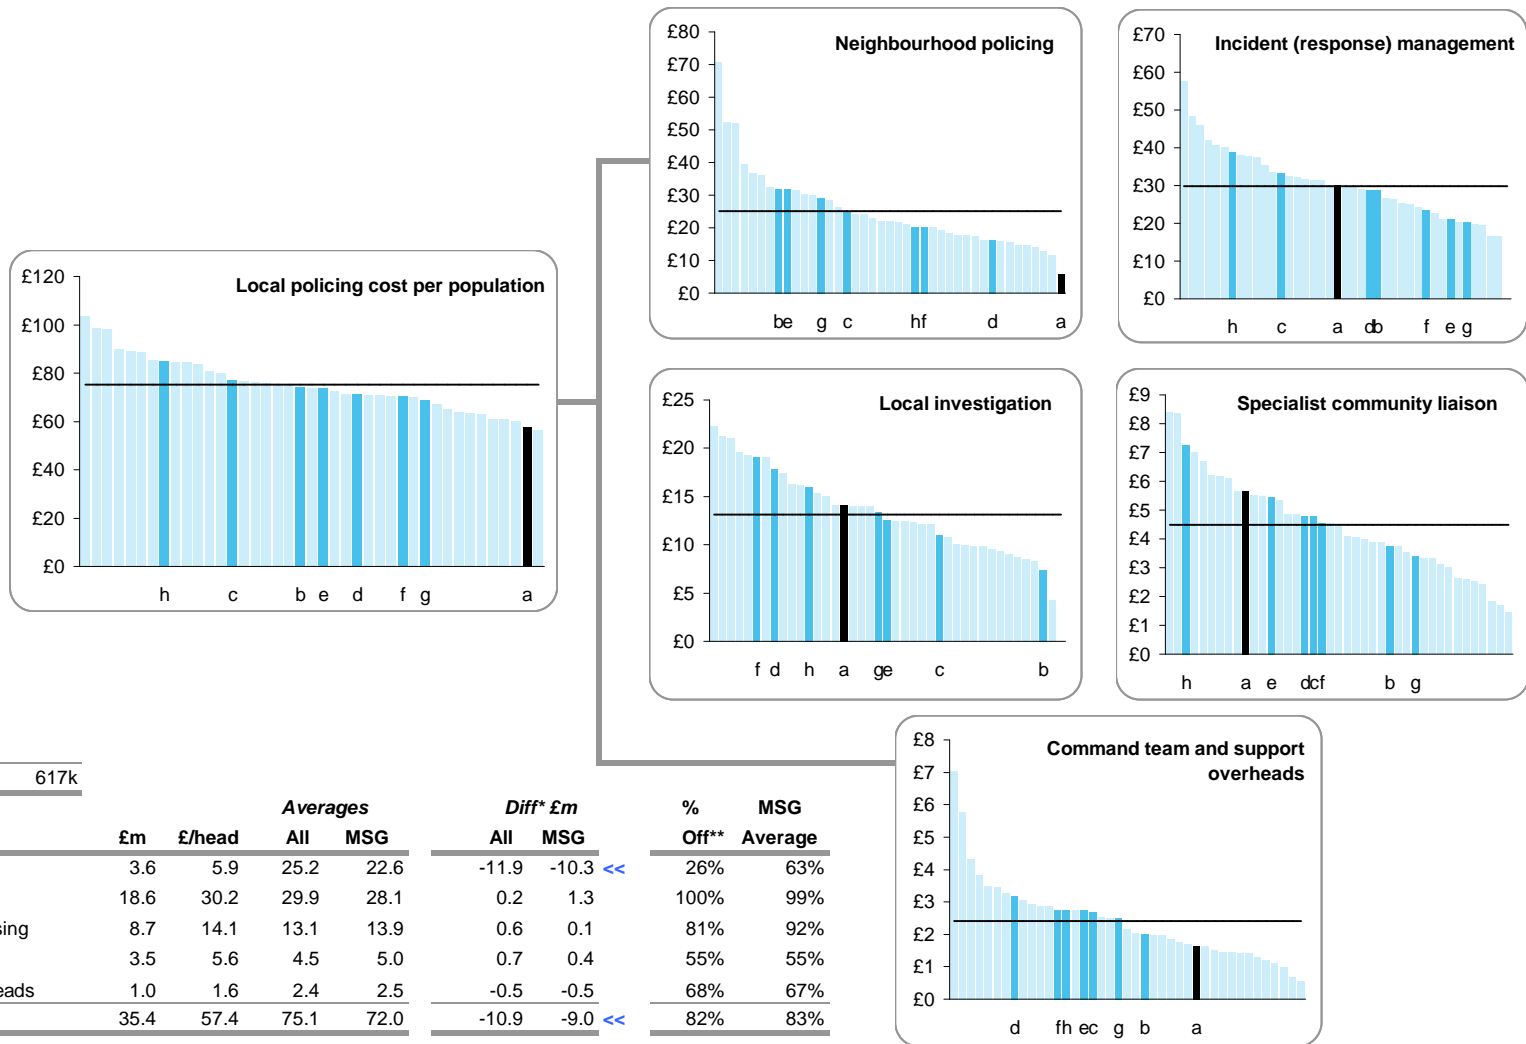 Neighbourhood policing
£80
£70
£60
£50
£40
£30
£20
£10
£0
be g c hf d a
Incident (response) management
£70
£60
£50
£40
£30
£20
£10
£0
h c a db f e g
Local policing cost per population
£120
£100
£80
£60
£40
£20
£0
h c b e d f g a
Local investigation
£25
£20
£15
£10
£5
£0
f d h a ge c b
Specialist community liaison
£9
£8
£7
£6
£5
£4
£3
£2
£1
£0
h a e dcf b g
Command team and support
overheads
£8
£7
£6
£5
£4
£3
£2
£1
£0
d fh ec g b a
617k
Averages Diff* £m % MSG
£m £/head All MSG All MSG Off** Average
3.6 5.9 25.2 22.6 -11.9 -10.3 << 26% 63%
18.6 30.2 29.9 28.1 0.2 1.3 100% 99%
sing 8.7 14.1 13.1 13.9 0.6 0.1 81% 92%
3.5 5.6 4.5 5.0 0.7 0.4 55% 55%
eads 1.0 1.6 2.4 2.5 -0.5 -0.5 68% 67%
35.4 57.4 75.1 72.0 -10.9 -9.0 << 82% 83%